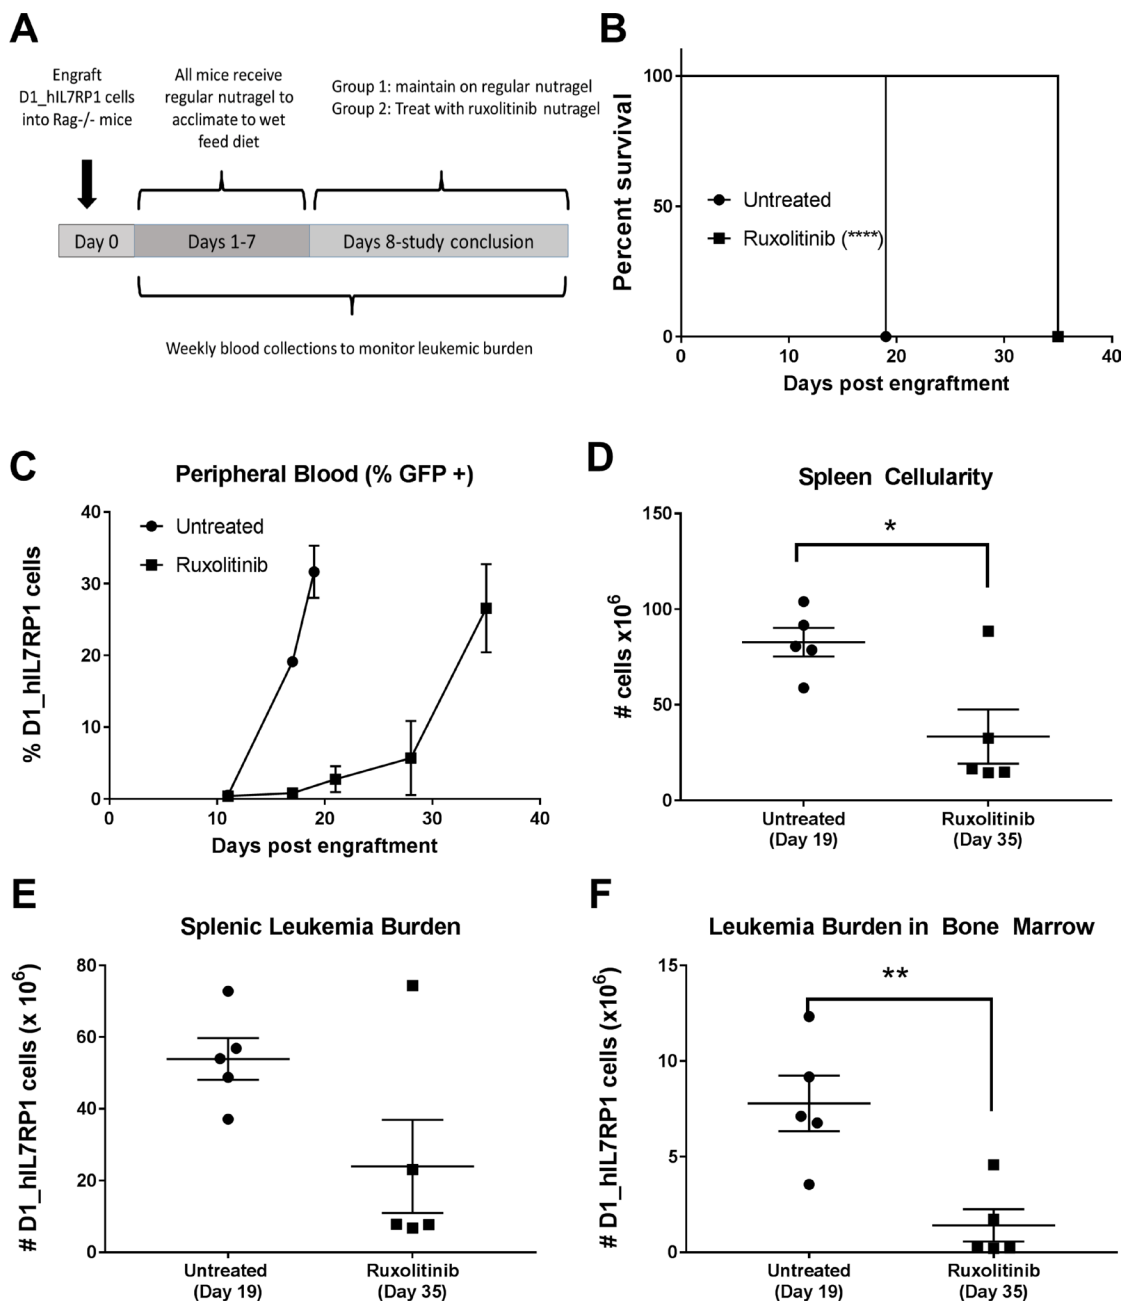 A
Engraft
D1_hIL7RP1 cells
into Rag-/- mice
All mice receive
regular nutragel to
acclimate to wet
feed diet
Group 1: maintain on regular nutragel
Group 2: Treat with ruxolitinib nutragel
Day 0
Days 1-7
Days 8-study conclusion
Weekly blood collections to monitor leukemic burden
B
Percent survival
100
50
0
Untreated
Ruxolitinib (****)
0
10
20
30
40
Days post engraftment
C
Peripheral Blood (% GFP +)
% D1_hIL7RP1 cells
40
30
20
10
0
Untreated
Ruxolitinib
0
10
20
30
40
Days post engraftment
D
Spleen Cellularity
# cells x10⁶
150
100
50
0
*
Untreated
(Day 19)
Ruxolitinib
(Day 35)
E
Splenic Leukemia Burden
# D1_hIL7RP1 cells (x 10⁶)
80
60
40
20
0
Untreated
(Day 19)
Ruxolitinib
(Day 35)
F
Leukemia Burden in Bone Marrow
# D1_hIL7RP1 cells (x10⁶)
15
10
5
0
**
Untreated
(Day 19)
Ruxolitinib
(Day 35)